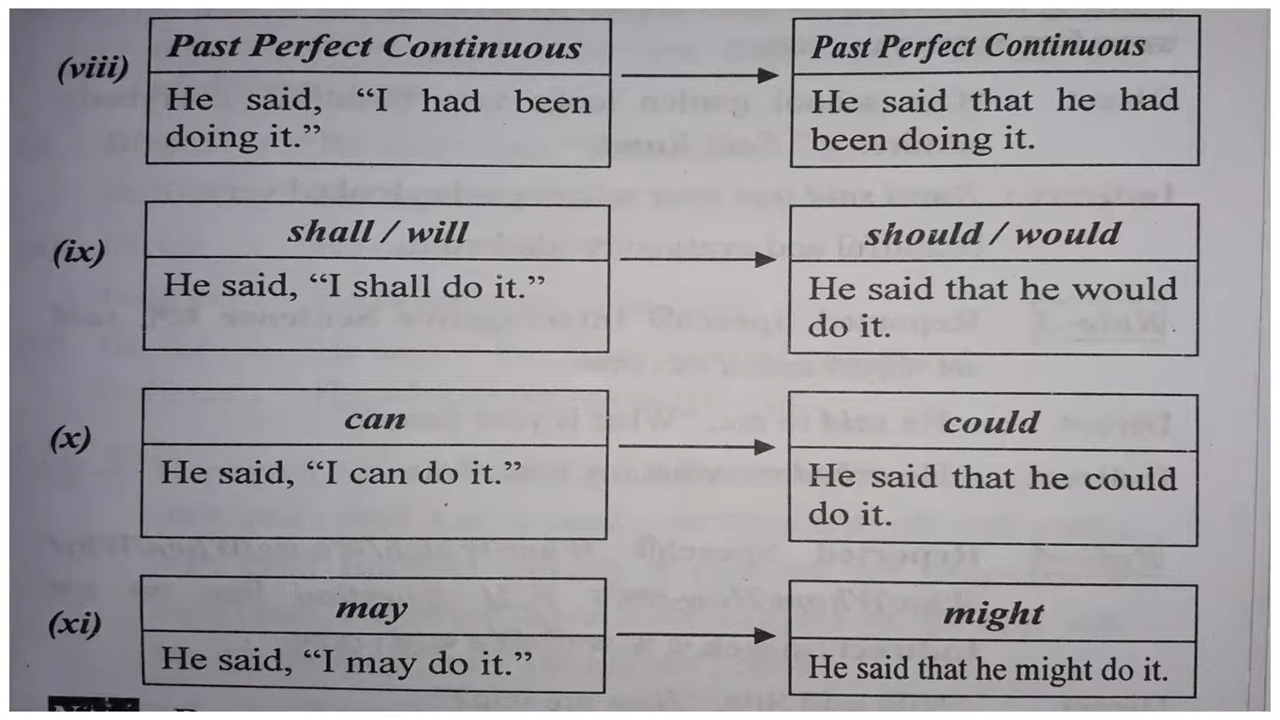 (viii)
Past Perfect Continuous
He said, “I had been
doing it.”
Past Perfect Continuous
He said that he had
been doing it.
(ix)
shall / will
He said, “I shall do it.”
should / would
He said that he would
do it.
(x)
can
He said, “I can do it.”
could
He said that he could
do it.
(xi)
may
He said, “I may do it.”
might
He said that he might do it.